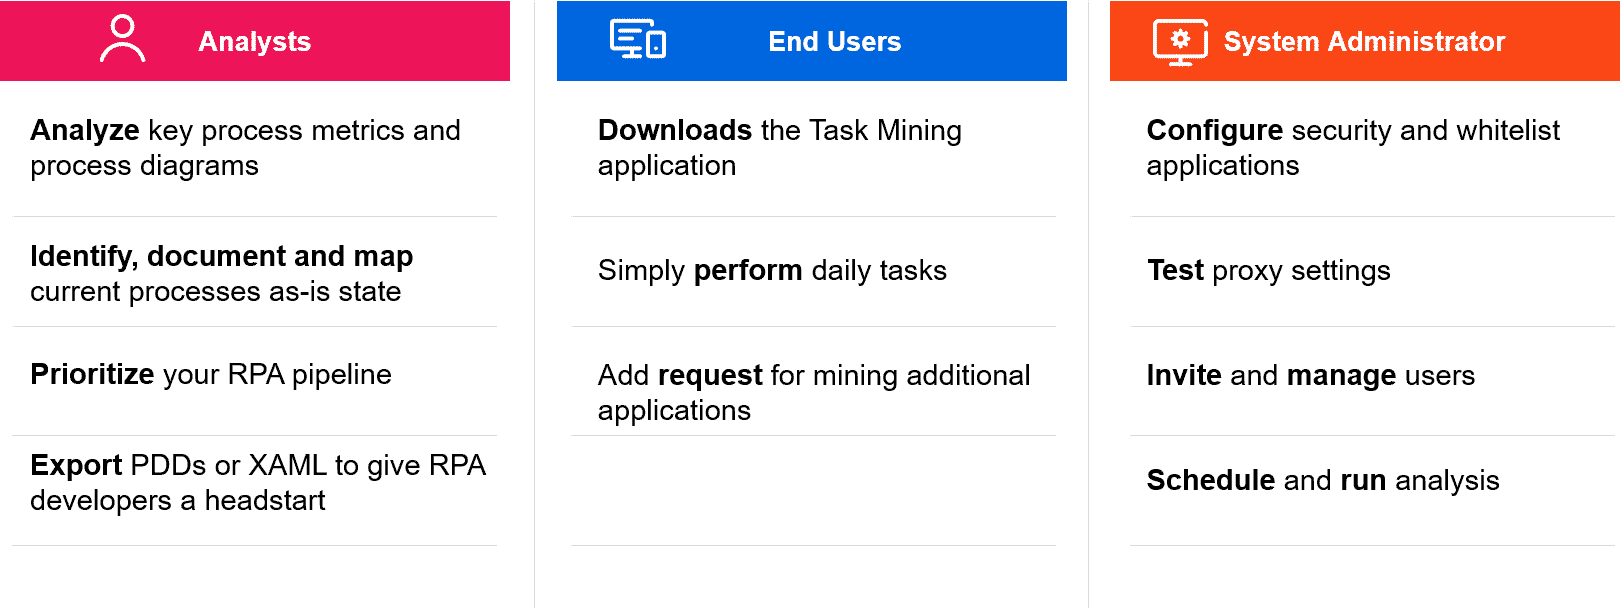 Analysts
Analyze key process metrics and
process diagrams
Identify, document and map
current processes as-is state
Prioritize your RPA pipeline
Export PDDs or XAML to give RPA
developers a headstart
End Users
Downloads the Task Mining
application
Simply perform daily tasks
Add request for mining additional
applications
System Administrator
Configure security and whitelist
applications
Test proxy settings
Invite and manage users
Schedule and run analysis